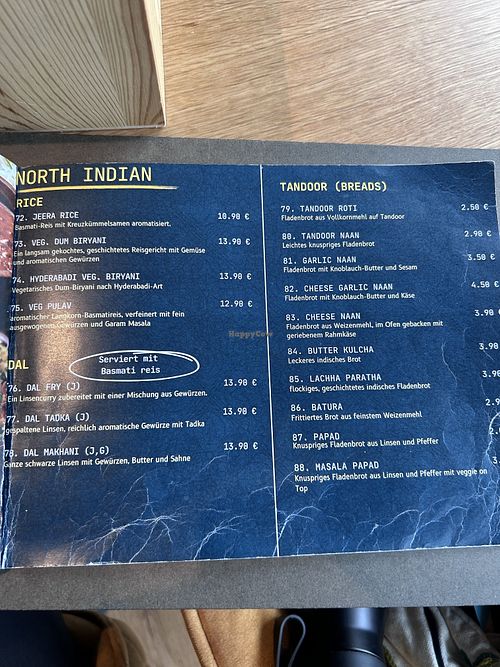 NORTH INDIAN
RICE
72. JEERA RICE 10.90 €
Basmati-Reis mit Kreuzkümmelsamen aromatisiert.
73. VEG. DUM BIRYANI 13.90 €
Ein langsam gekochtes, geschichtetes Reisgericht mit Gemüse
und aromatischen Gewürzen
74. HYDERABADI VEG. BIRYANI 13.90 €
Vegetarisches Dum-Biryani nach Hyderabadi-Art
75. VEG PULAV 12.90 €
aromatischer Langkorn-Basmatireis, verfeinert mit fein
ausgewogenen Gewürzen und Garam Masala
DAL
Serviert mit
Basmati reis
76. DAL FRY (J) 13.90 €
Ein Linsencurry zubereitet mit einer Mischung aus Gewürzen.
77. DAL TADKA (J) 13.90 €
gespaltene Linsen, reichlich aromatische Gewürze mit Tadka
78. DAL MAKHANI (J,G) 13.90 €
Ganze schwarze Linsen mit Gewürzen, Butter und Sahne
TANDOOR (BREADS)
79. TANDOOR ROTI 2.50 €
Fladenbrot aus Vollkornmehl auf Tandoor
80. TANDOOR NAAN 2.90 €
Leichtes knuspriges Fladenbrot
81. GARLIC NAAN 3.50 €
Fladenbrot mit Knoblauch-Butter und Sesam
82. CHEESE GARLIC NAAN 4.50 €
Fladenbrot mit Knoblauch-Butter und Käse
83. CHEESE NAAN 3.90
Fladenbrot aus Weizenmehl, im Ofen gebacken mit
geriebenem Rahmkäse
84. BUTTER KULCHA 3.90
Leckeres indisches Brot
85. LACHHA PARATHA 3.90
flockiges, geschichtetes indisches Fladenbrot
86. BATURA
Frittiertes Brot aus feinstem Weizenmehl
87. PAPAD
Knuspriges Fladenbrot aus Linsen und Pfeffer
88. MASALA PAPAD
Knuspriges Fladenbrot aus Linsen und Pfeffer mit veggie on
Top
HappyCow